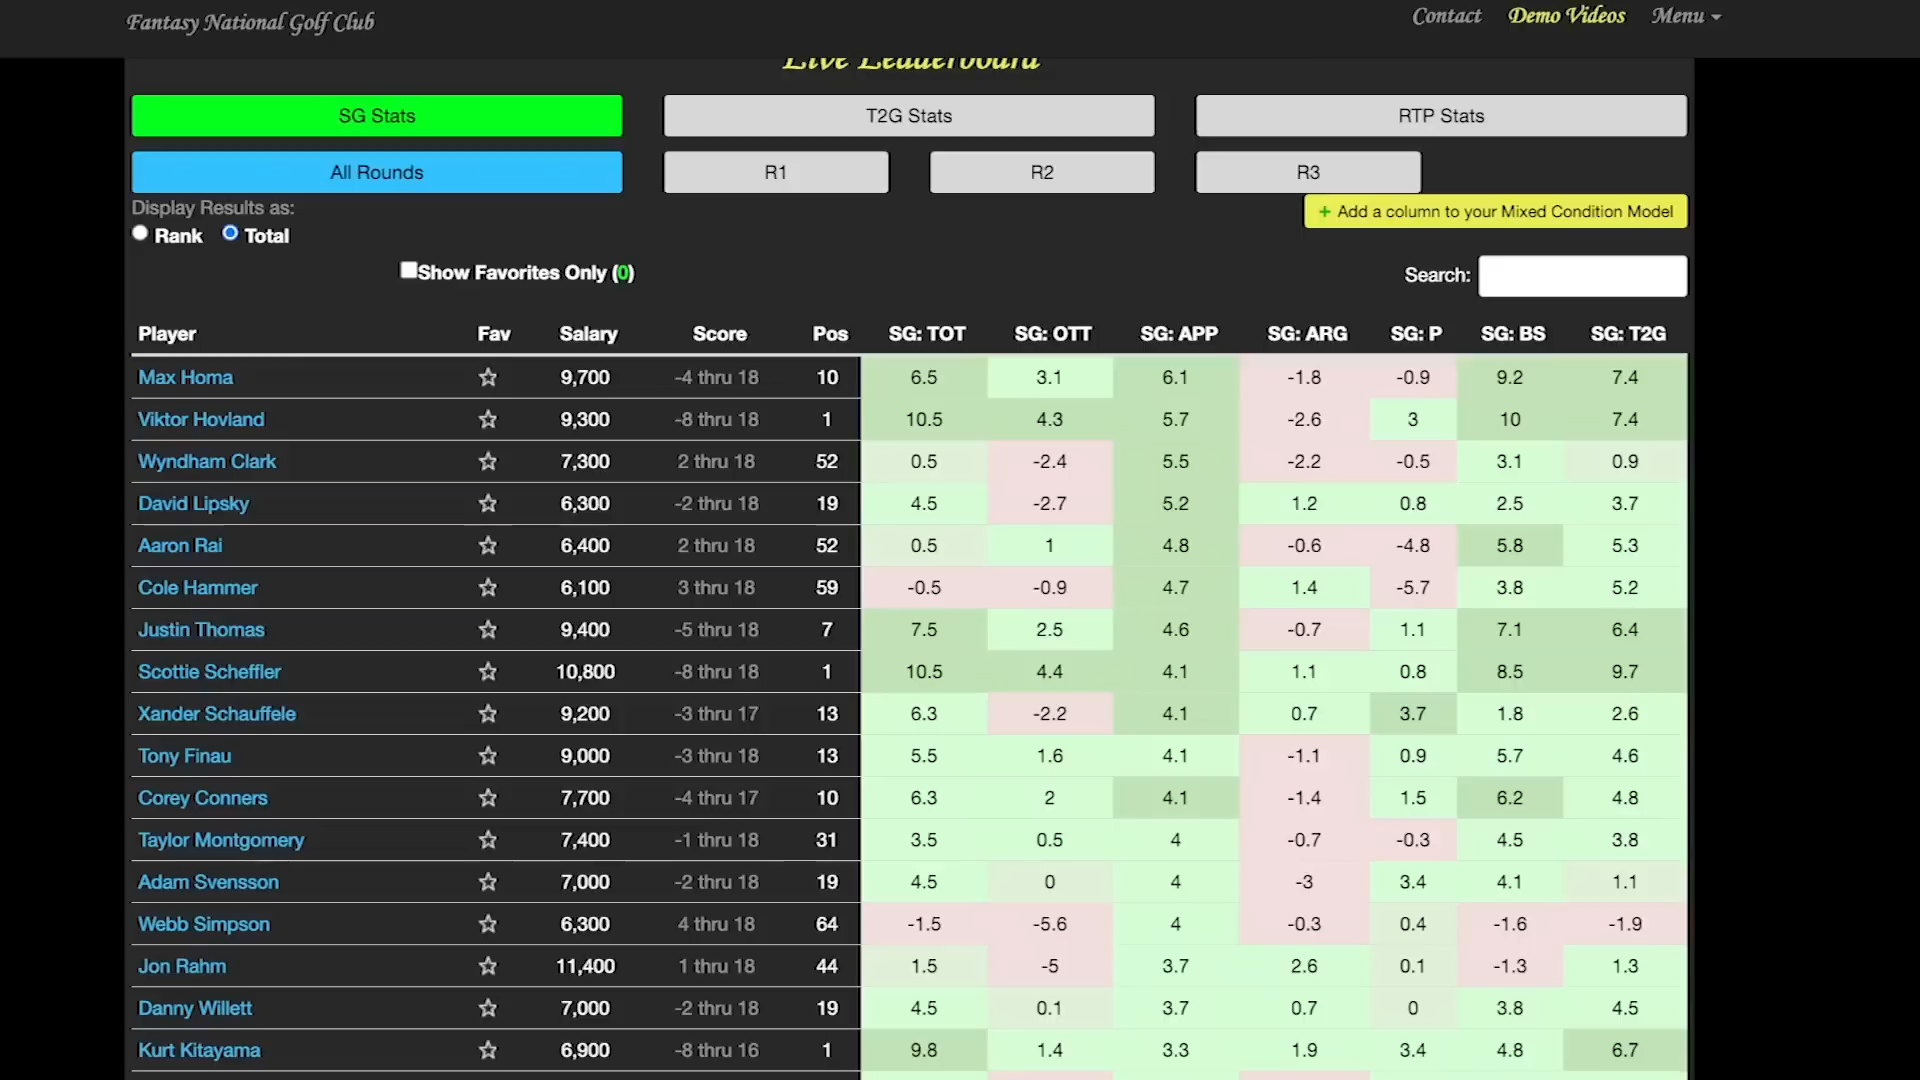 Fantasy National Golf Club Contact Demo Videos Menu
Live Leaderboard
SG Stats T2G Stats RTP Stats
All Rounds R1 R2 R3
Display Results as:
+ Add a column to your Mixed Condition Model
Rank Total
Show Favorites Only (0)
Search:
Player Fav Salary Score Pos SG: TOT SG: OTT SG: APP SG: ARG SG: P SG: BS SG: T2G
Max Homa 9,700 -4 thru 18 10 6.5 3.1 6.1 -1.8 -0.9 9.2 7.4
Viktor Hovland 9,300 -8 thru 18 1 10.5 4.3 5.7 -2.6 3 10 7.4
Wyndham Clark 7,300 2 thru 18 52 0.5 -2.4 5.5 -2.2 -0.5 3.1 0.9
David Lipsky 6,300 -2 thru 18 19 4.5 -2.7 5.2 1.2 0.8 2.5 3.7
Aaron Rai 6,400 2 thru 18 52 0.5 1 4.8 -0.6 -4.8 5.8 5.3
Cole Hammer 6,100 3 thru 18 59 -0.5 -0.9 4.7 1.4 -5.7 3.8 5.2
Justin Thomas 9,400 -5 thru 18 7 7.5 2.5 4.6 -0.7 1.1 7.1 6.4
Scottie Scheffler 10,800 -8 thru 18 1 10.5 4.4 4.1 1.1 0.8 8.5 9.7
Xander Schauffele 9,200 -3 thru 17 13 6.3 -2.2 4.1 0.7 3.7 1.8 2.6
Tony Finau 9,000 -3 thru 18 13 5.5 1.6 4.1 -1.1 0.9 5.7 4.6
Corey Conners 7,700 -4 thru 17 10 6.3 2 4.1 -1.4 1.5 6.2 4.8
Taylor Montgomery 7,400 -1 thru 18 31 3.5 0.5 4 -0.7 -0.3 4.5 3.8
Adam Svensson 7,000 -2 thru 18 19 4.5 0 4 -3 3.4 4.1 1.1
Webb Simpson 6,300 4 thru 18 64 -1.5 -5.6 4 -0.3 0.4 -1.6 -1.9
Jon Rahm 11,400 1 thru 18 44 1.5 -5 3.7 2.6 0.1 -1.3 1.3
Danny Willett 7,000 -2 thru 18 19 4.5 0.1 3.7 0.7 0 3.8 4.5
Kurt Kitayama 6,900 -8 thru 16 1 9.8 1.4 3.3 1.9 3.4 4.8 6.7